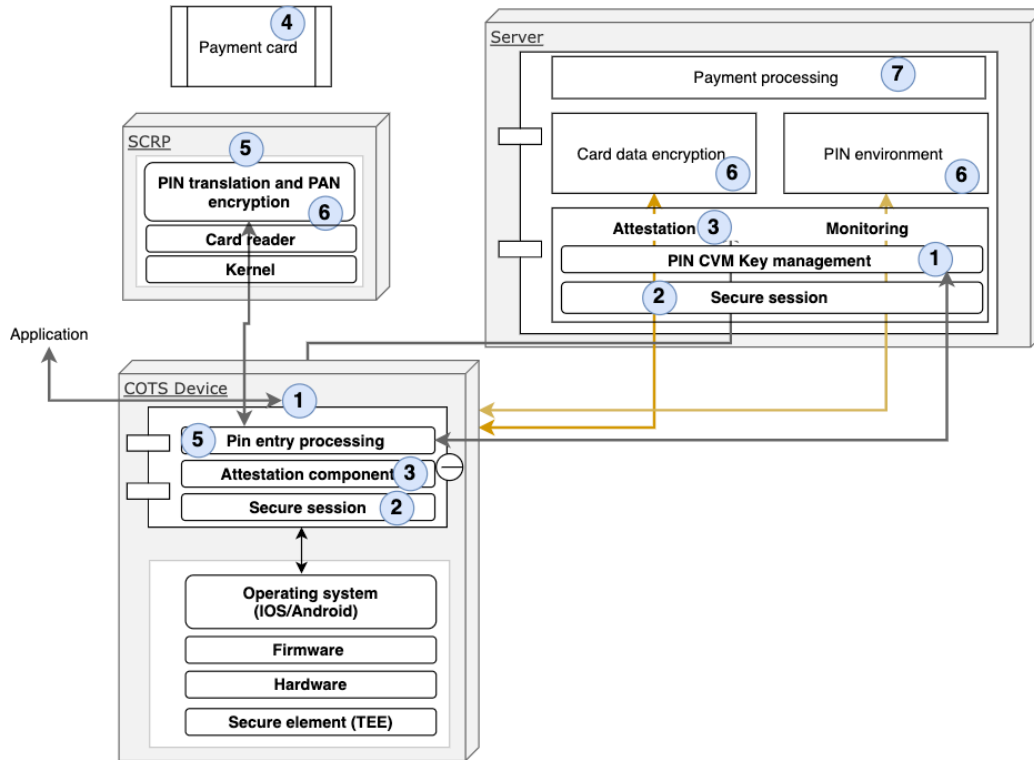 4
Payment card
Server
Payment processing
7
SCRP
5
PIN translation and PAN
encryption
6
Card reader
Kernel
Card data encryption
6
PIN environment
6
Attestation
3
Monitoring
PIN CVM Key management
1
2
Secure session
Application
COTS Device
1
5
Pin entry processing
Attestation component
3
Secure session
2
Operating system
(IOS/Android)
Firmware
Hardware
Secure element (TEE)